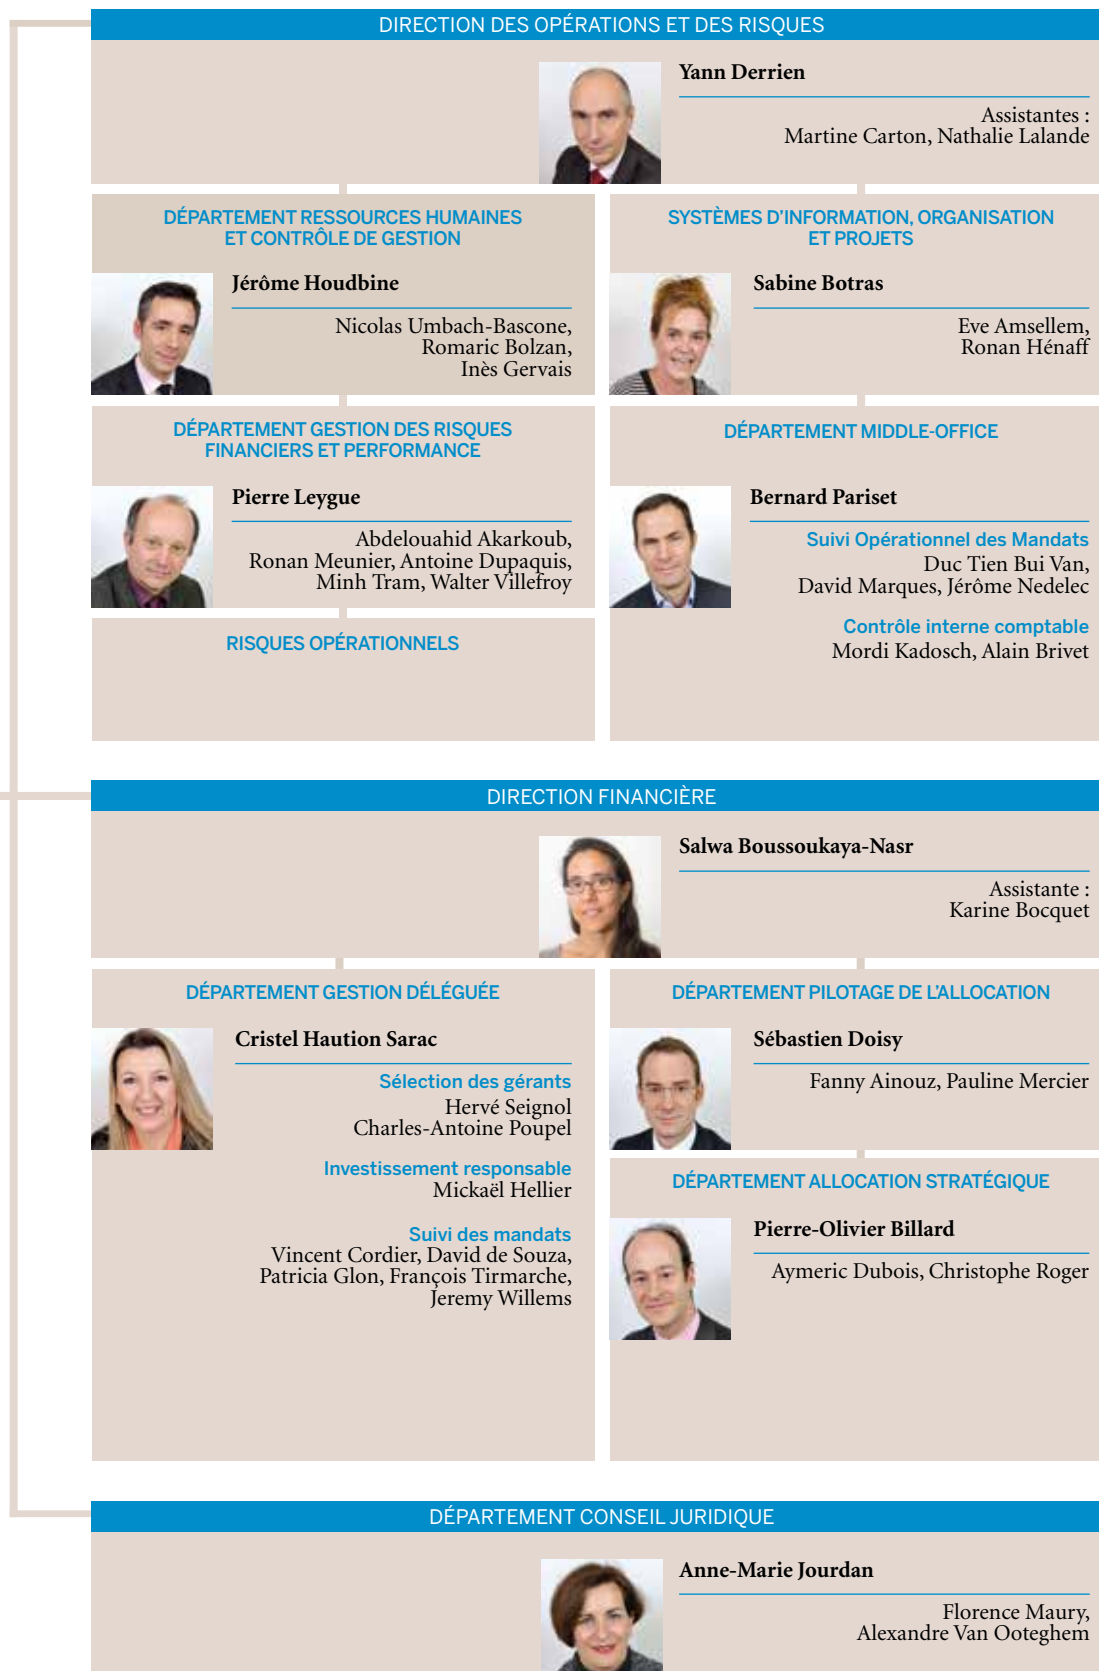 DIRECTION DES OPÉRATIONS ET DES RISQUES
Yann Derrien
Assistantes :
Martine Carton, Nathalie Lalande
DÉPARTEMENT RESSOURCES HUMAINES
ET CONTRÔLE DE GESTION
Jérôme Houdbine
Nicolas Umbach-Bascone,
Romaric Bolzan,
Inès Gervais
SYSTÈMES D'INFORMATION, ORGANISATION
ET PROJETS
Sabine Botras
Eve Amsellem,
Ronan Hénaff
DÉPARTEMENT GESTION DES RISQUES
FINANCIERS ET PERFORMANCE
Pierre Leygue
Abdelouahid Akarkoub,
Ronan Meunier, Antoine Dupaquis,
Minh Tram, Walter Villefroy
DÉPARTEMENT MIDDLE-OFFICE
Bernard Pariset
Suivi Opérationnel des Mandats
Duc Tien Bui Van,
David Marques, Jérôme Nedelec
Contrôle interne comptable
Mordi Kadosch, Alain Brivet
RISQUES OPÉRATIONNELS
DIRECTION FINANCIÈRE
Salwa Boussoukaya-Nasr
Assistante :
Karine Bocquet
DÉPARTEMENT GESTION DÉLÉGUÉE
Cristel Haution Sarac
Sélection des gérants
Hervé Seignol
Charles-Antoine Poupel
Investissement responsable
Mickaël Hellier
Suivi des mandats
Vincent Cordier, David de Souza,
Patricia Glon, François Tirmarche,
Jeremy Willems
DÉPARTEMENT PILOTAGE DE L'ALLOCATION
Sébastien Doisy
Fanny Ainouz, Pauline Mercier
DÉPARTEMENT ALLOCATION STRATÉGIQUE
Pierre-Olivier Billard
Aymeric Dubois, Christophe Roger
DÉPARTEMENT CONSEIL JURIDIQUE
Anne-Marie Jourdan
Florence Maury,
Alexandre Van Ooteghem